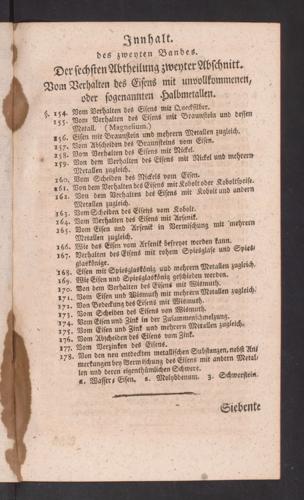 Innhalt.
des zweyten Bandes.
Der sechsten Abtheilung zweyter Abschnitt.
Vom Verhalten des Eisens mit unvollkommenen,
oder sogenannten Halbmetallen.
§. 154. Vom Verhalten des Eisens mit Quecksilber.
155. Vom Verhalten des Eisens mit Braunstein und dessen
Metall. (Magnesium.)
156. Eisen mit Braunstein und mehrern Metallen zugleich.
157. Vom Abscheiden des Braunsteins vom Eisen.
158. Vom Verhalten des Eisens mit Nickel.
159. Von dem Verhalten des Eisens mit Nickel und mehrern
Metallen zugleich.
160. Vom Scheiden des Nickels vom Eisen.
161. Von dem Verhalten des Eisens mit Kobolt oder Koboltspeise.
162. Von dem Verhalten des Eisens mit Kobolt und andern
Metallen zugleich.
163. Vom Scheiden des Eisens vom Kobolt.
164. Vom Verhalten des Eisens mit Arsenik.
165. Vom Eisen und Arsenik in Vermischung mit mehrern
Metallen zugleich.
166. Wie das Eisen vom Arsenik befreyet werden kann.
167. Verhalten des Eisens mit rohem Spiesglase und Spies-
glaskönige.
168. Eisen mit Spiesglaskönig und mehrern Metallen zugleich.
169. Wie Eisen und Spiesglaskönig geschieden werden.
170. Von dem Verhalten des Eisens mit Wismuth.
171. Vom Eisen und Wismuth mit mehrern Metallen zugleich.
172. Von Bedeckung des Eisens mit Wismuth.
173. Vom Scheiden des Eisens von Wismuth.
174. Vom Eisen und Zink in der Zusammenschmelzung.
175. Vom Eisen und Zink und mehrern Metallen zugleich.
176. Vom Abscheiden des Eisens vom Zink.
177. Vom Verzinken des Eisens.
178. Von den neu entdeckten metallischen Substanzen, nebst An-
merkungen bey Vermischung des Eisens mit andern Metal-
len und deren eigenthümlichen Schwere.
1. Wasser, Eisen, 2. Molybdenum. 3. Schwerstein.
Siebente